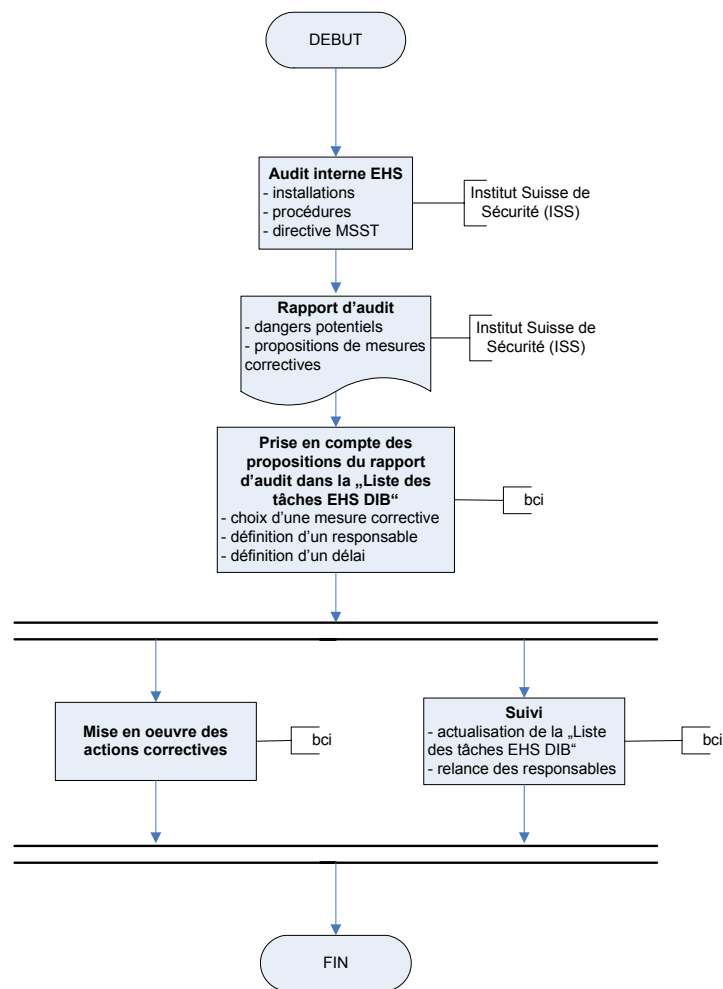 DEBUT
Audit interne EHS
- installations
- procédures
- directive MSST
Institut Suisse de
Sécurité (ISS)
Rapport d’audit
- dangers potentiels
- propositions de mesures
correctives
Institut Suisse de
Sécurité (ISS)
Prise en compte des
propositions du rapport
d’audit dans la „Liste des
tâches EHS DIB“
- choix d’une mesure corrective
- définition d’un responsable
- définition d’un délai
bci
Mise en oeuvre des
actions correctives
bci
Suivi
- actualisation de la „Liste
des tâches EHS DIB“
- relance des responsables
bci
FIN